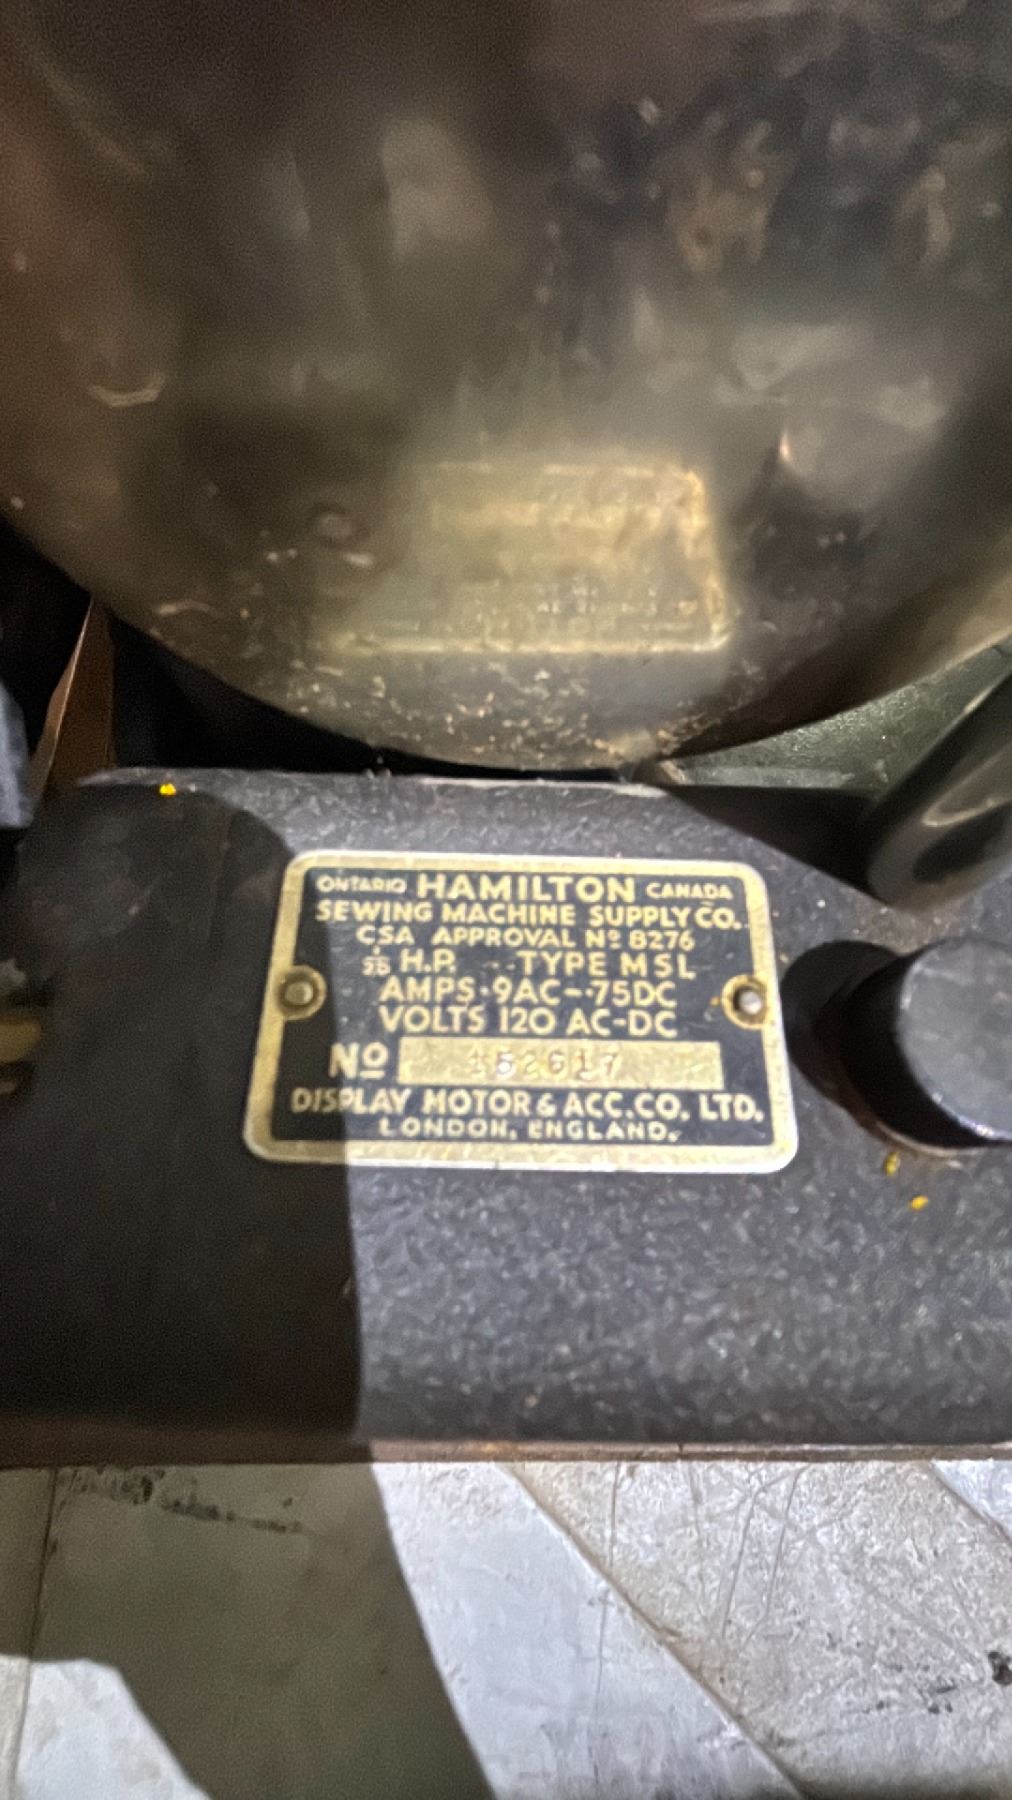 ONTARIO HAMILTON CANADA
SEWING MACHINE SUPPLY CO.
CSA APPROVAL Nº 8276
H.P. - TYPE MSL
AMPS ·9AC-·75DC
VOLTS 120 AC-DC
Nº 152617
DISPLAY MOTOR & ACC. CO. LTD.
LONDON, ENGLAND.